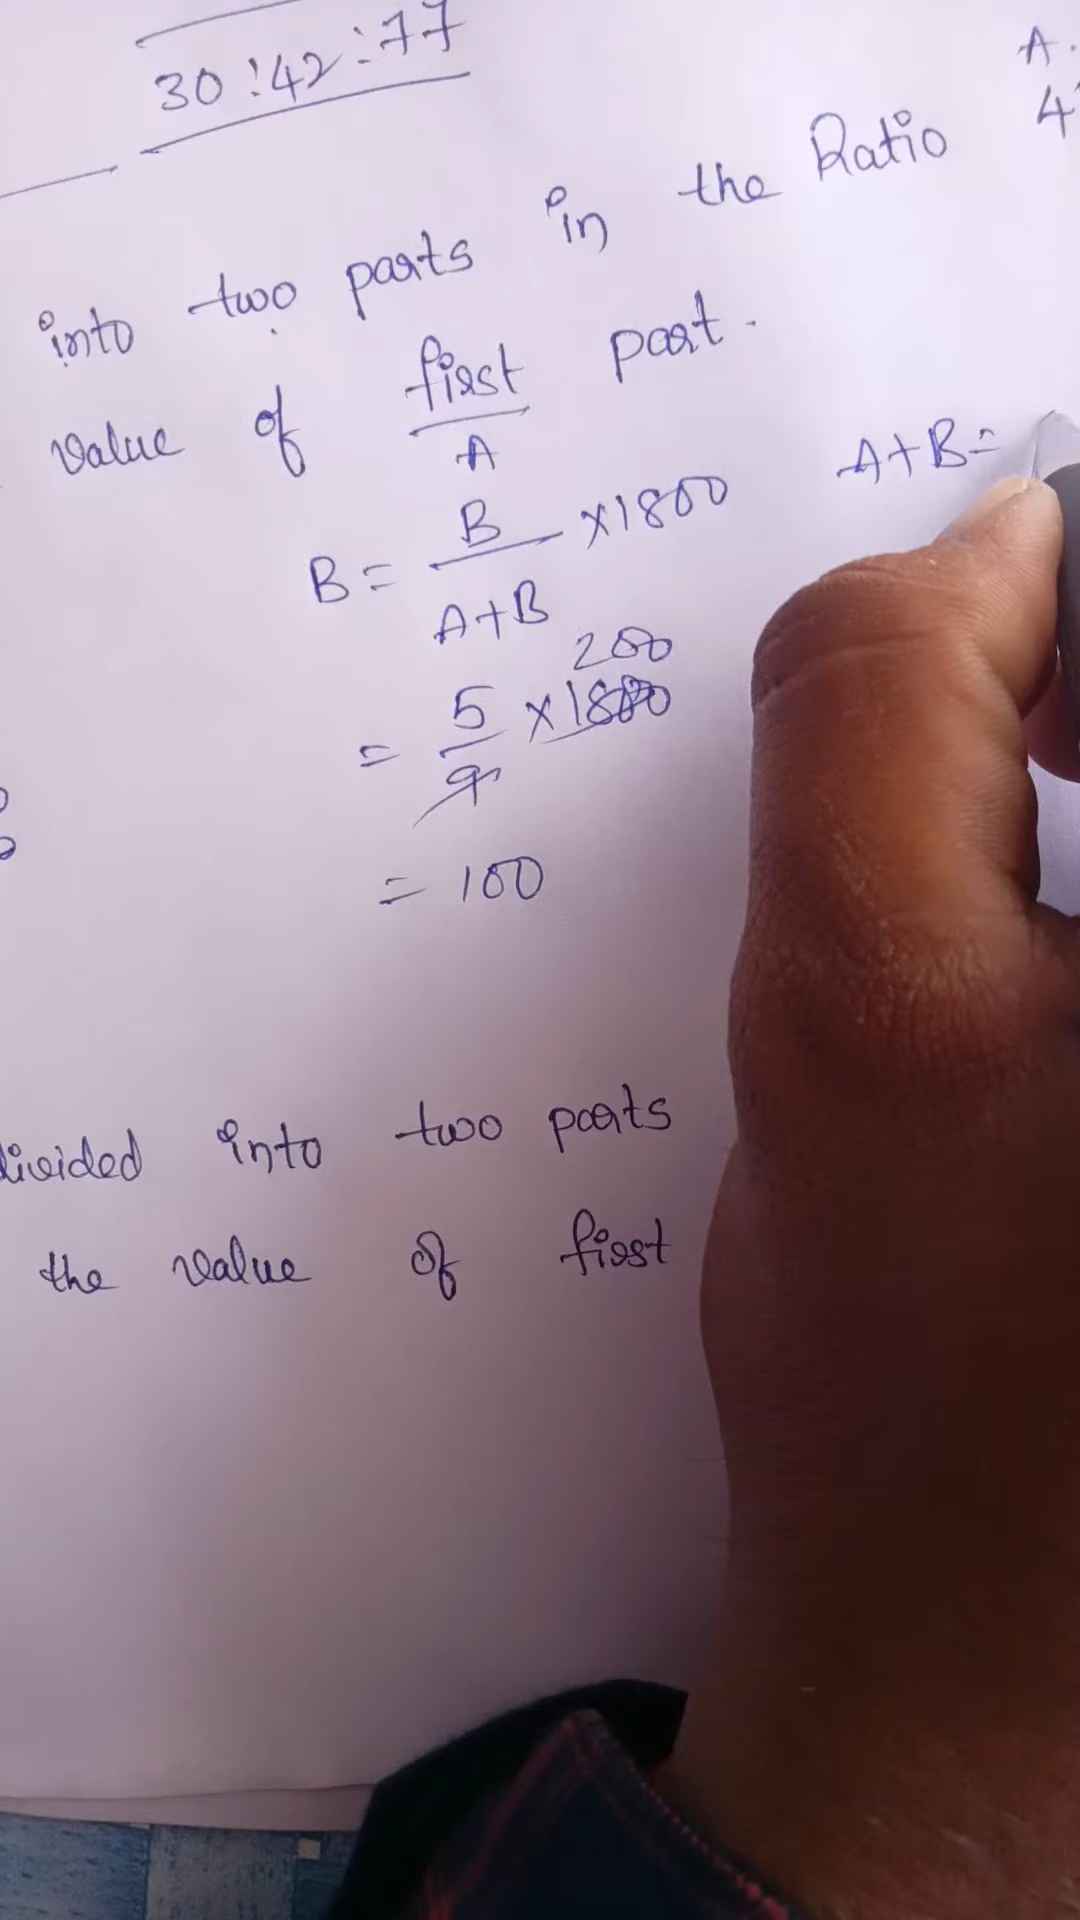 30:42:77
A.
4
into two parts in the Ratio
value of first part.
A
B = B/A+B ×1800
A+B=
200
= 5/9 ×1800
= 100
divided into two parts
the value of first